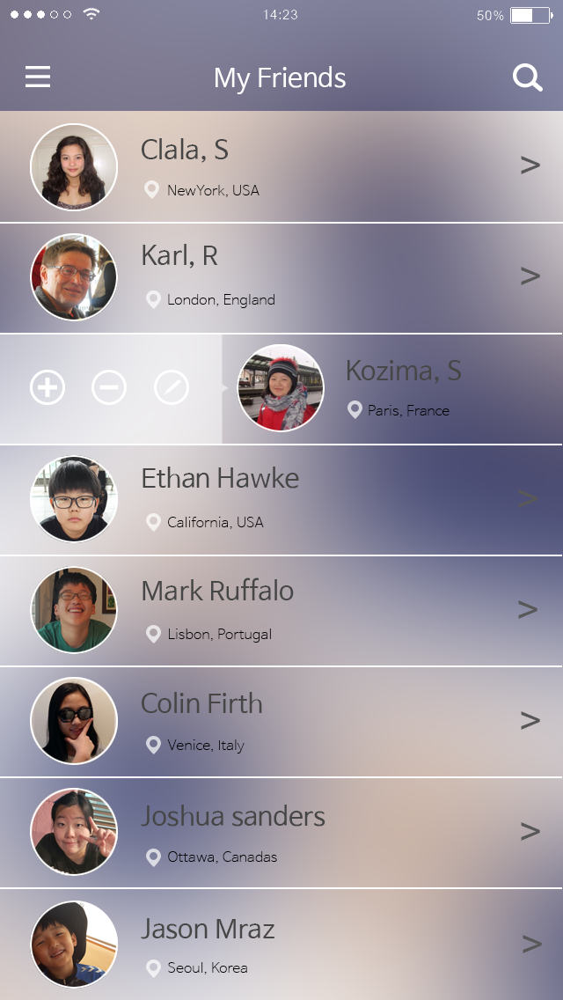 14:23
50%
My Friends
Clala, S
NewYork, USA
>
Karl, R
London, England
>
Kozima, S
Paris, France
Ethan Hawke
California, USA
>
Mark Ruffalo
Lisbon, Portugal
>
Colin Firth
Venice, Italy
>
Joshua sanders
Ottawa, Canadas
>
Jason Mraz
Seoul, Korea
>